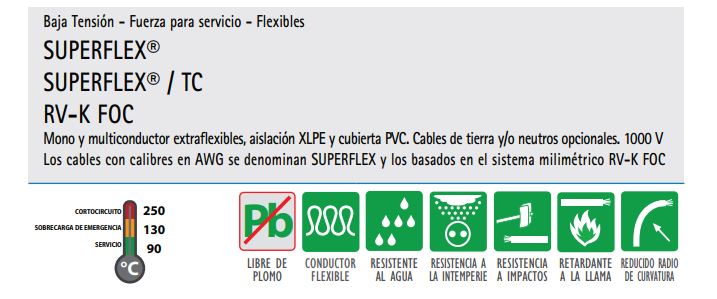 Baja Tensión - Fuerza para servicio - Flexibles
SUPERFLEX®
SUPERFLEX® / TC
RV-K FOC
Mono y multiconductor extraflexibles, aislación XLPE y cubierta PVC. Cables de tierra y/o neutros opcionales. 1000 V
Los cables con calibres en AWG se denominan SUPERFLEX y los basados en el sistema milimétrico RV-K FOC
CORTOCIRCUITO 250
SOBRECARGA DE EMERGENCIA 130
SERVICIO 90
°C
Pb
LIBRE DE
PLOMO
CONDUCTOR
FLEXIBLE
RESISTENTE
AL AGUA
RESISTENCIA A
LA INTEMPERIE
RESISTENCIA
A IMPACTOS
RETARDANTE
A LA LLAMA
REDUCIDO RADIO
DE CURVATURA